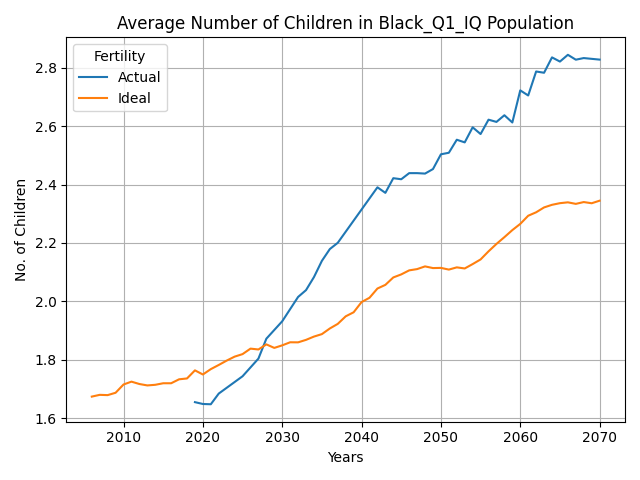 Average Number of Children in Black_Q1_IQ Population
Fertility
Actual
Ideal
No. of Children
2.8
2.6
2.4
2.2
2.0
1.8
1.6
2010 2020 2030 2040 2050 2060 2070
Years